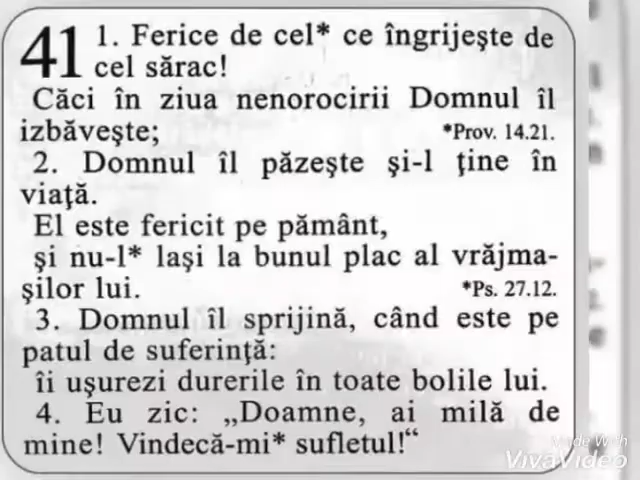 41 1. Ferice de cel* ce îngrijeşte de
cel sărac!
Căci în ziua nenorocirii Domnul îl
izbăveşte; *Prov. 14.21.
2. Domnul îl păzeşte şi-l ţine în
viaţă.
El este fericit pe pământ,
şi nu-l* laşi la bunul plac al vrăjma-
şilor lui. *Ps. 27.12.
3. Domnul îl sprijină, când este pe
patul de suferinţă:
îi uşurezi durerile în toate bolile lui.
4. Eu zic: „Doamne, ai milă de
mine! Vindecă-mi* sufletul!“
Made With
VivaVideo